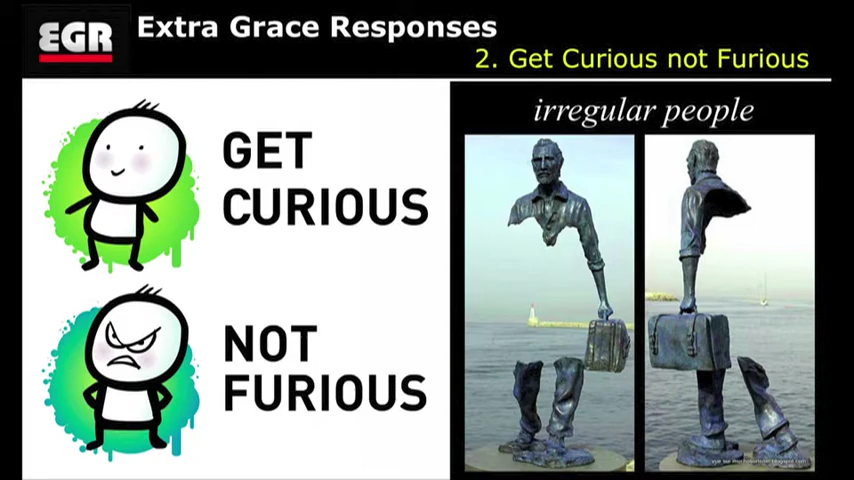 EGR
Extra Grace Responses
2. Get Curious not Furious
GET
CURIOUS
NOT
FURIOUS
irregular people